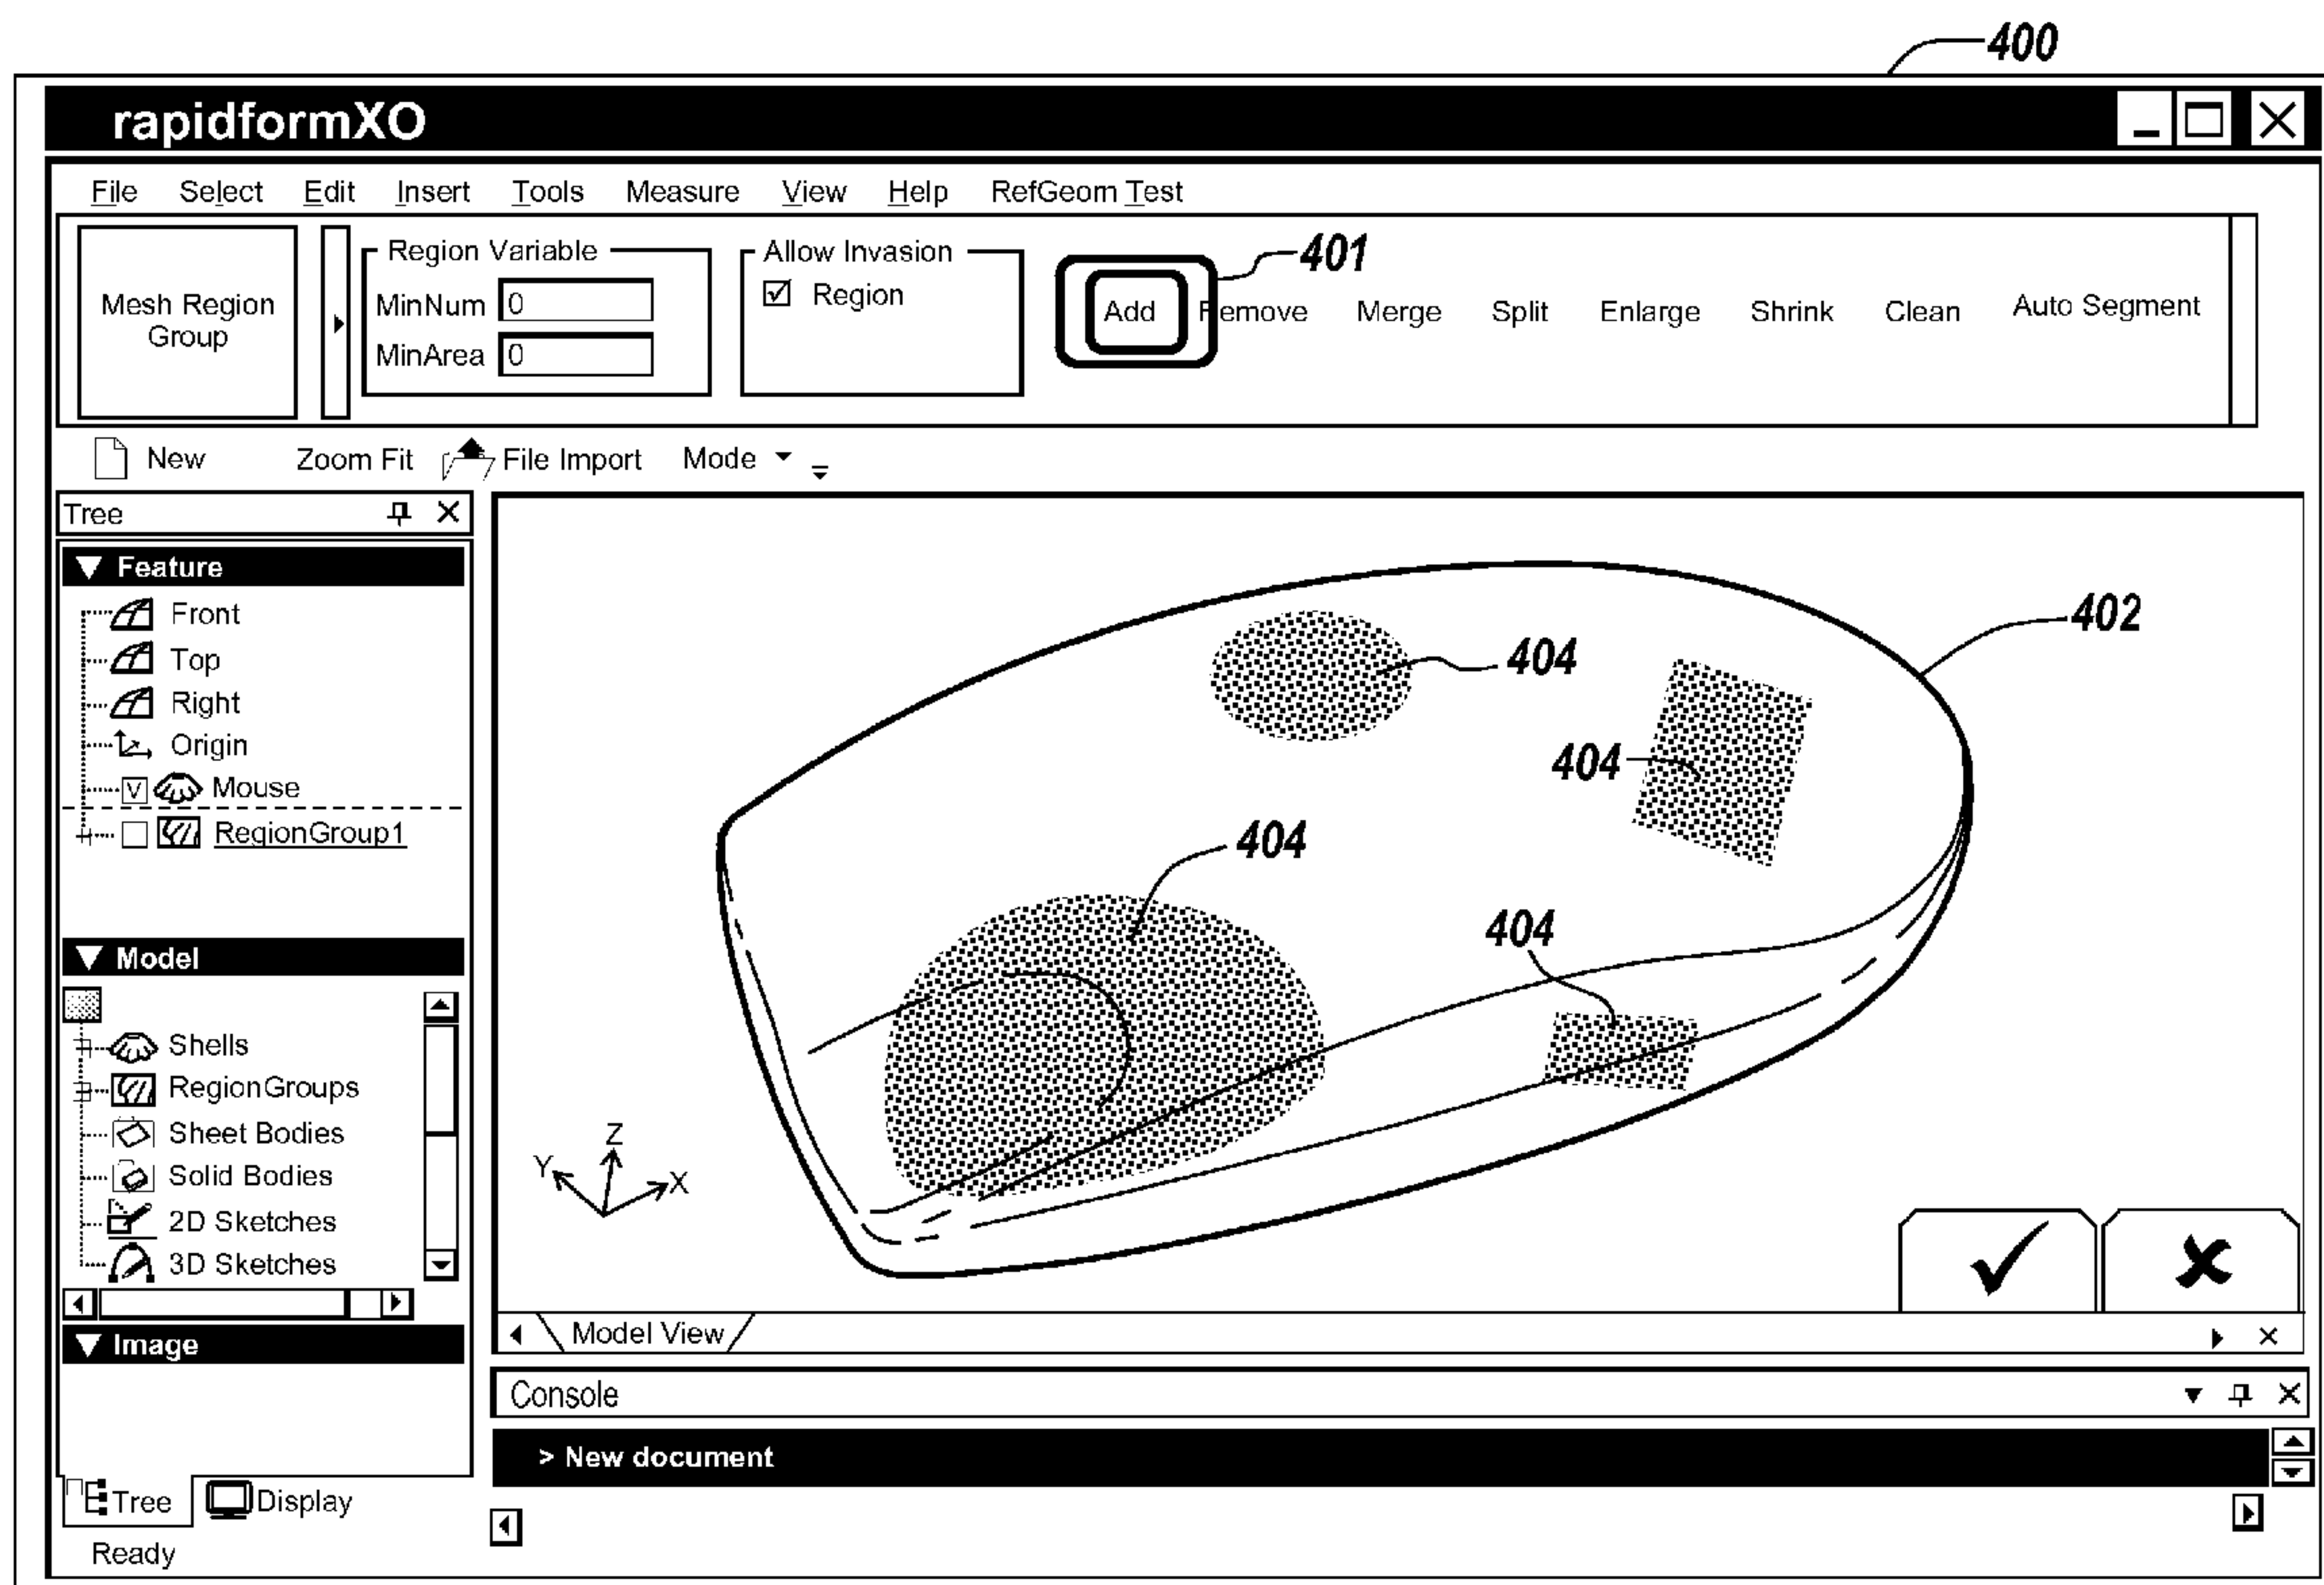 400
rapidformXO
File Select Edit Insert Tools Measure View Help RefGeom Test
Mesh Region
Group
Region Variable
MinNum 0
MinArea 0
Allow Invasion
Region
401
Add Remove Merge Split Enlarge Shrink Clean Auto Segment
New Zoom Fit File Import Mode
Tree
Feature
Front
Top
Right
Origin
V Mouse
RegionGroup1
Model
Shells
RegionGroups
Sheet Bodies
Solid Bodies
2D Sketches
3D Sketches
Image
Tree Display
Ready
402
404
404
404
404
Z
Y
X
Model View
Console
> New document